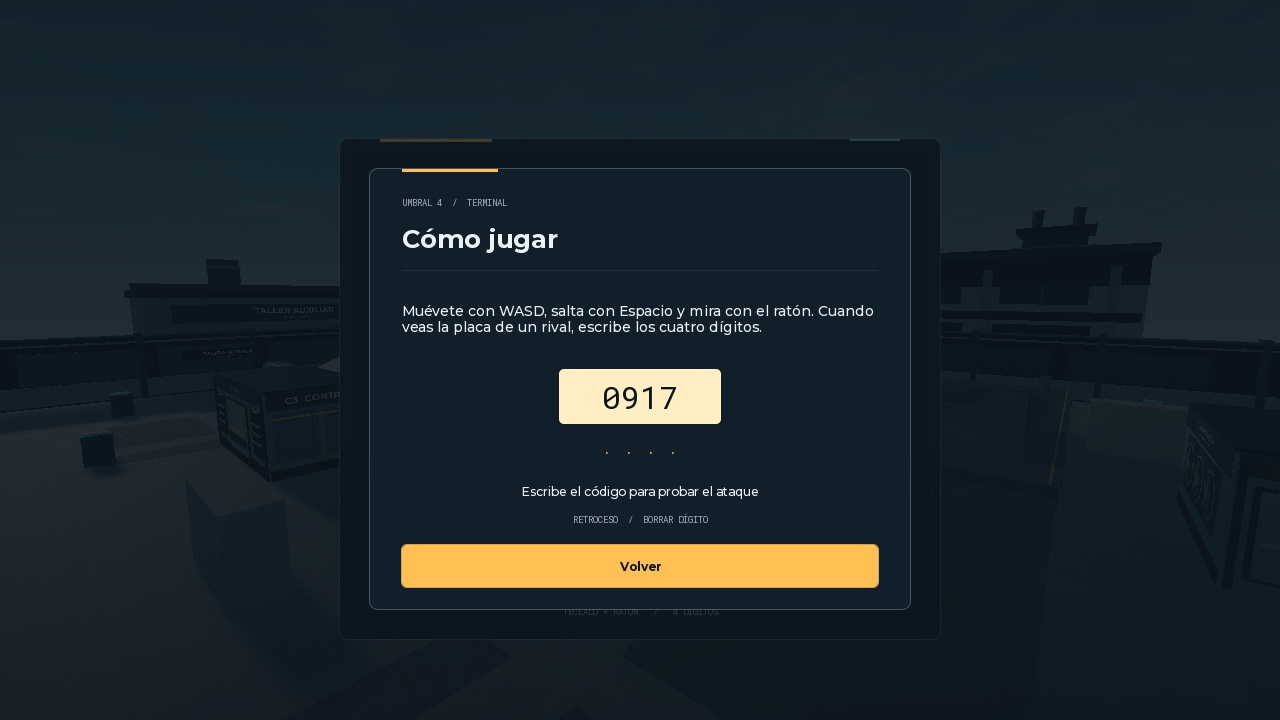 UMBRAL 4 / TERMINAL
Cómo jugar
Muévete con WASD, salta con Espacio y mira con el ratón. Cuando
veas la placa de un rival, escribe los cuatro dígitos.
0917
· · · ·
Escribe el código para probar el ataque
RETROCESO / BORRAR DÍGITO
Volver
TECLADO + RATÓN / 4 DÍGITOS
TALLER AUXILIAR
C3 CONTR